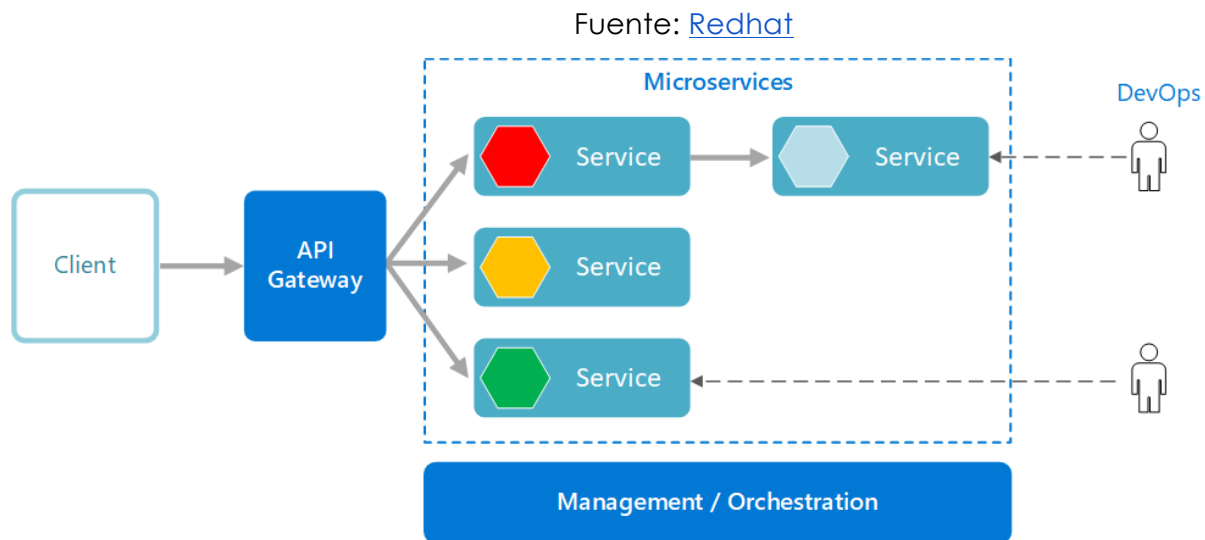 Fuente: Redhat
Microservices
DevOps
Service
Service
Client
API
Gateway
Service
Service
Management / Orchestration